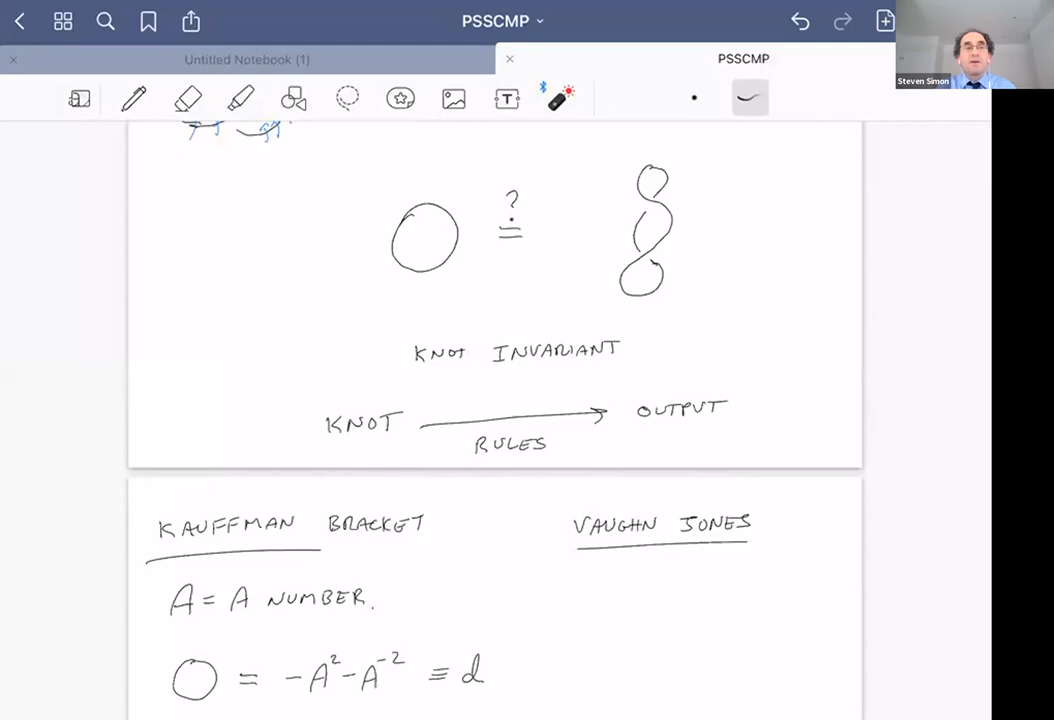 PSSCMP
Untitled Notebook (1)
PSSCMP
Steven Simon
T
?
=
KNOT INVARIANT
KNOT → OUTPUT
RULES
KAUFFMAN BRACKET
VAUGHN JONES
A = A NUMBER.
O = -A² - A⁻² ≡ d